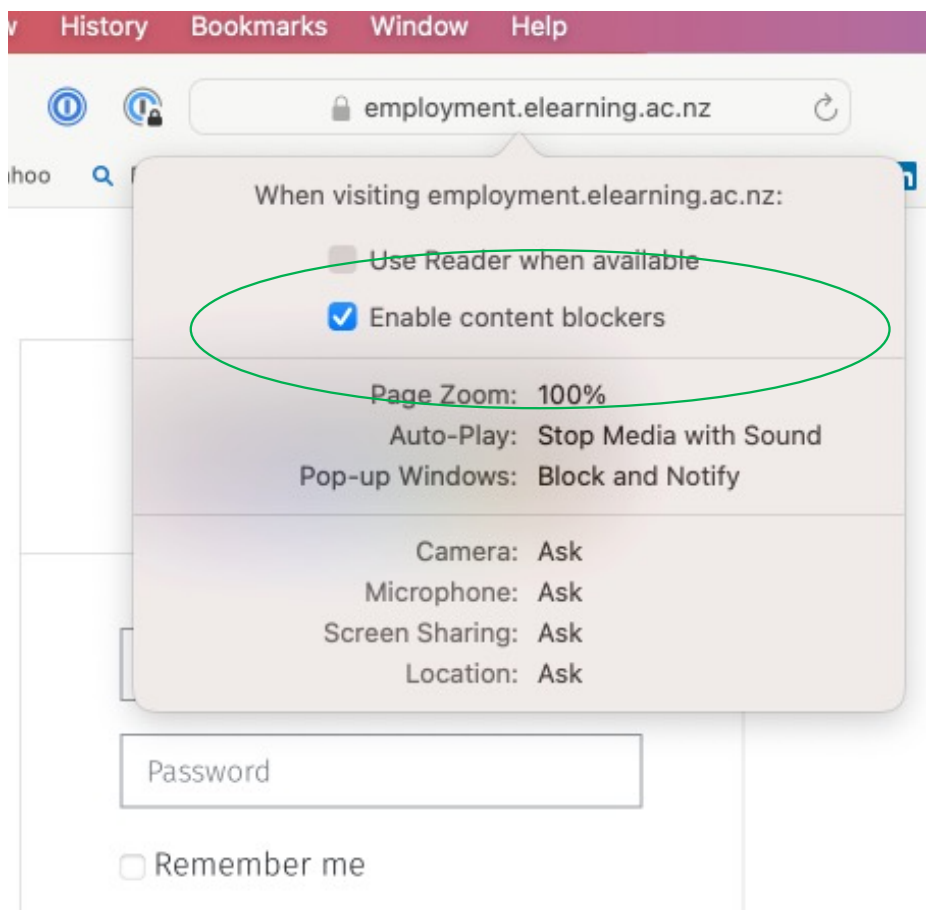 History Bookmarks Window Help
employment.elearning.ac.nz
hoo
When visiting employment.elearning.ac.nz:
Use Reader when available
Enable content blockers
Page Zoom: 100%
Auto-Play: Stop Media with Sound
Pop-up Windows: Block and Notify
Camera: Ask
Microphone: Ask
Screen Sharing: Ask
Location: Ask
Password
Remember me